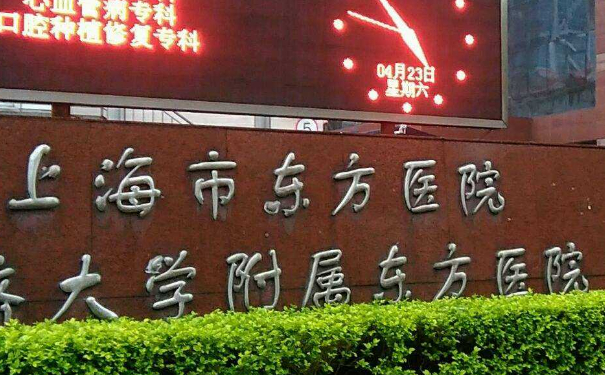 心血管病专科
口腔种植修复专科
04月23日
星期六
5
上海市东方医院
济大学附属东方医院